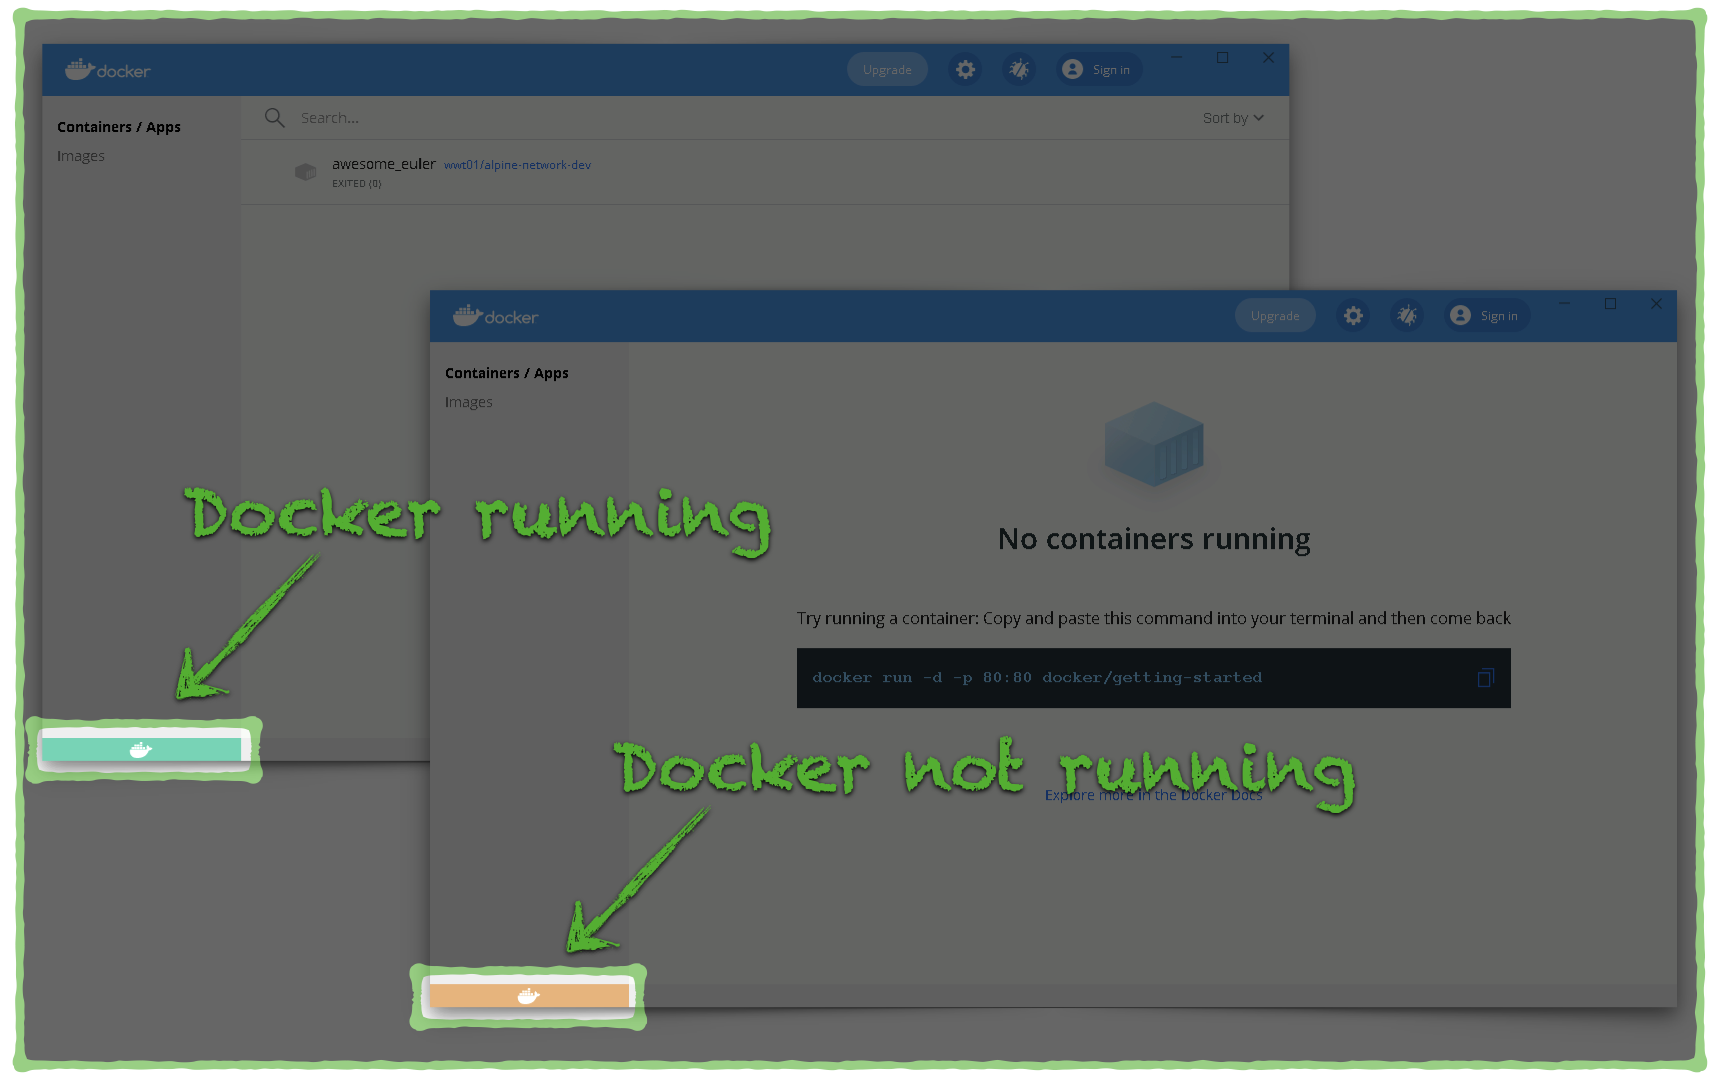 docker
Upgrade
Sign in
Containers / Apps
Images
Search...
Sort by
awesome_euler wwt01/alpine-network-dev
EXITED (0)
docker
Upgrade
Sign in
Containers / Apps
Images
No containers running
Try running a container: Copy and paste this command into your terminal and then come back
docker run -d -p 80:80 docker/getting-started
Explore more in the Docker Docs
Docker running
Docker not running